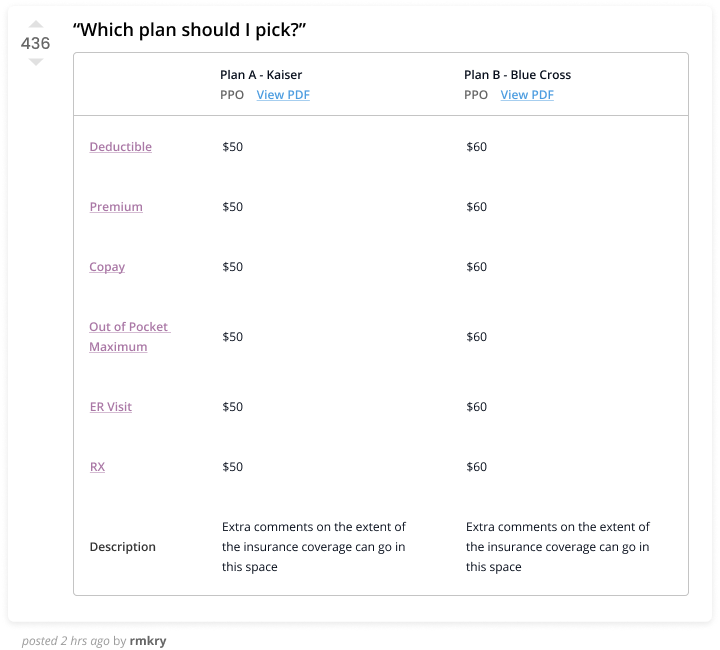 “Which plan should I pick?”
436
Plan A - Kaiser Plan B - Blue Cross
PPO View PDF PPO View PDF
Deductible $50 $60
Premium $50 $60
Copay $50 $60
Out of Pocket
Maximum $50 $60
ER Visit $50 $60
RX $50 $60
Description
Extra comments on the extent of
the insurance coverage can go in
this space
Extra comments on the extent of
the insurance coverage can go in
this space
posted 2 hrs ago by rmkry